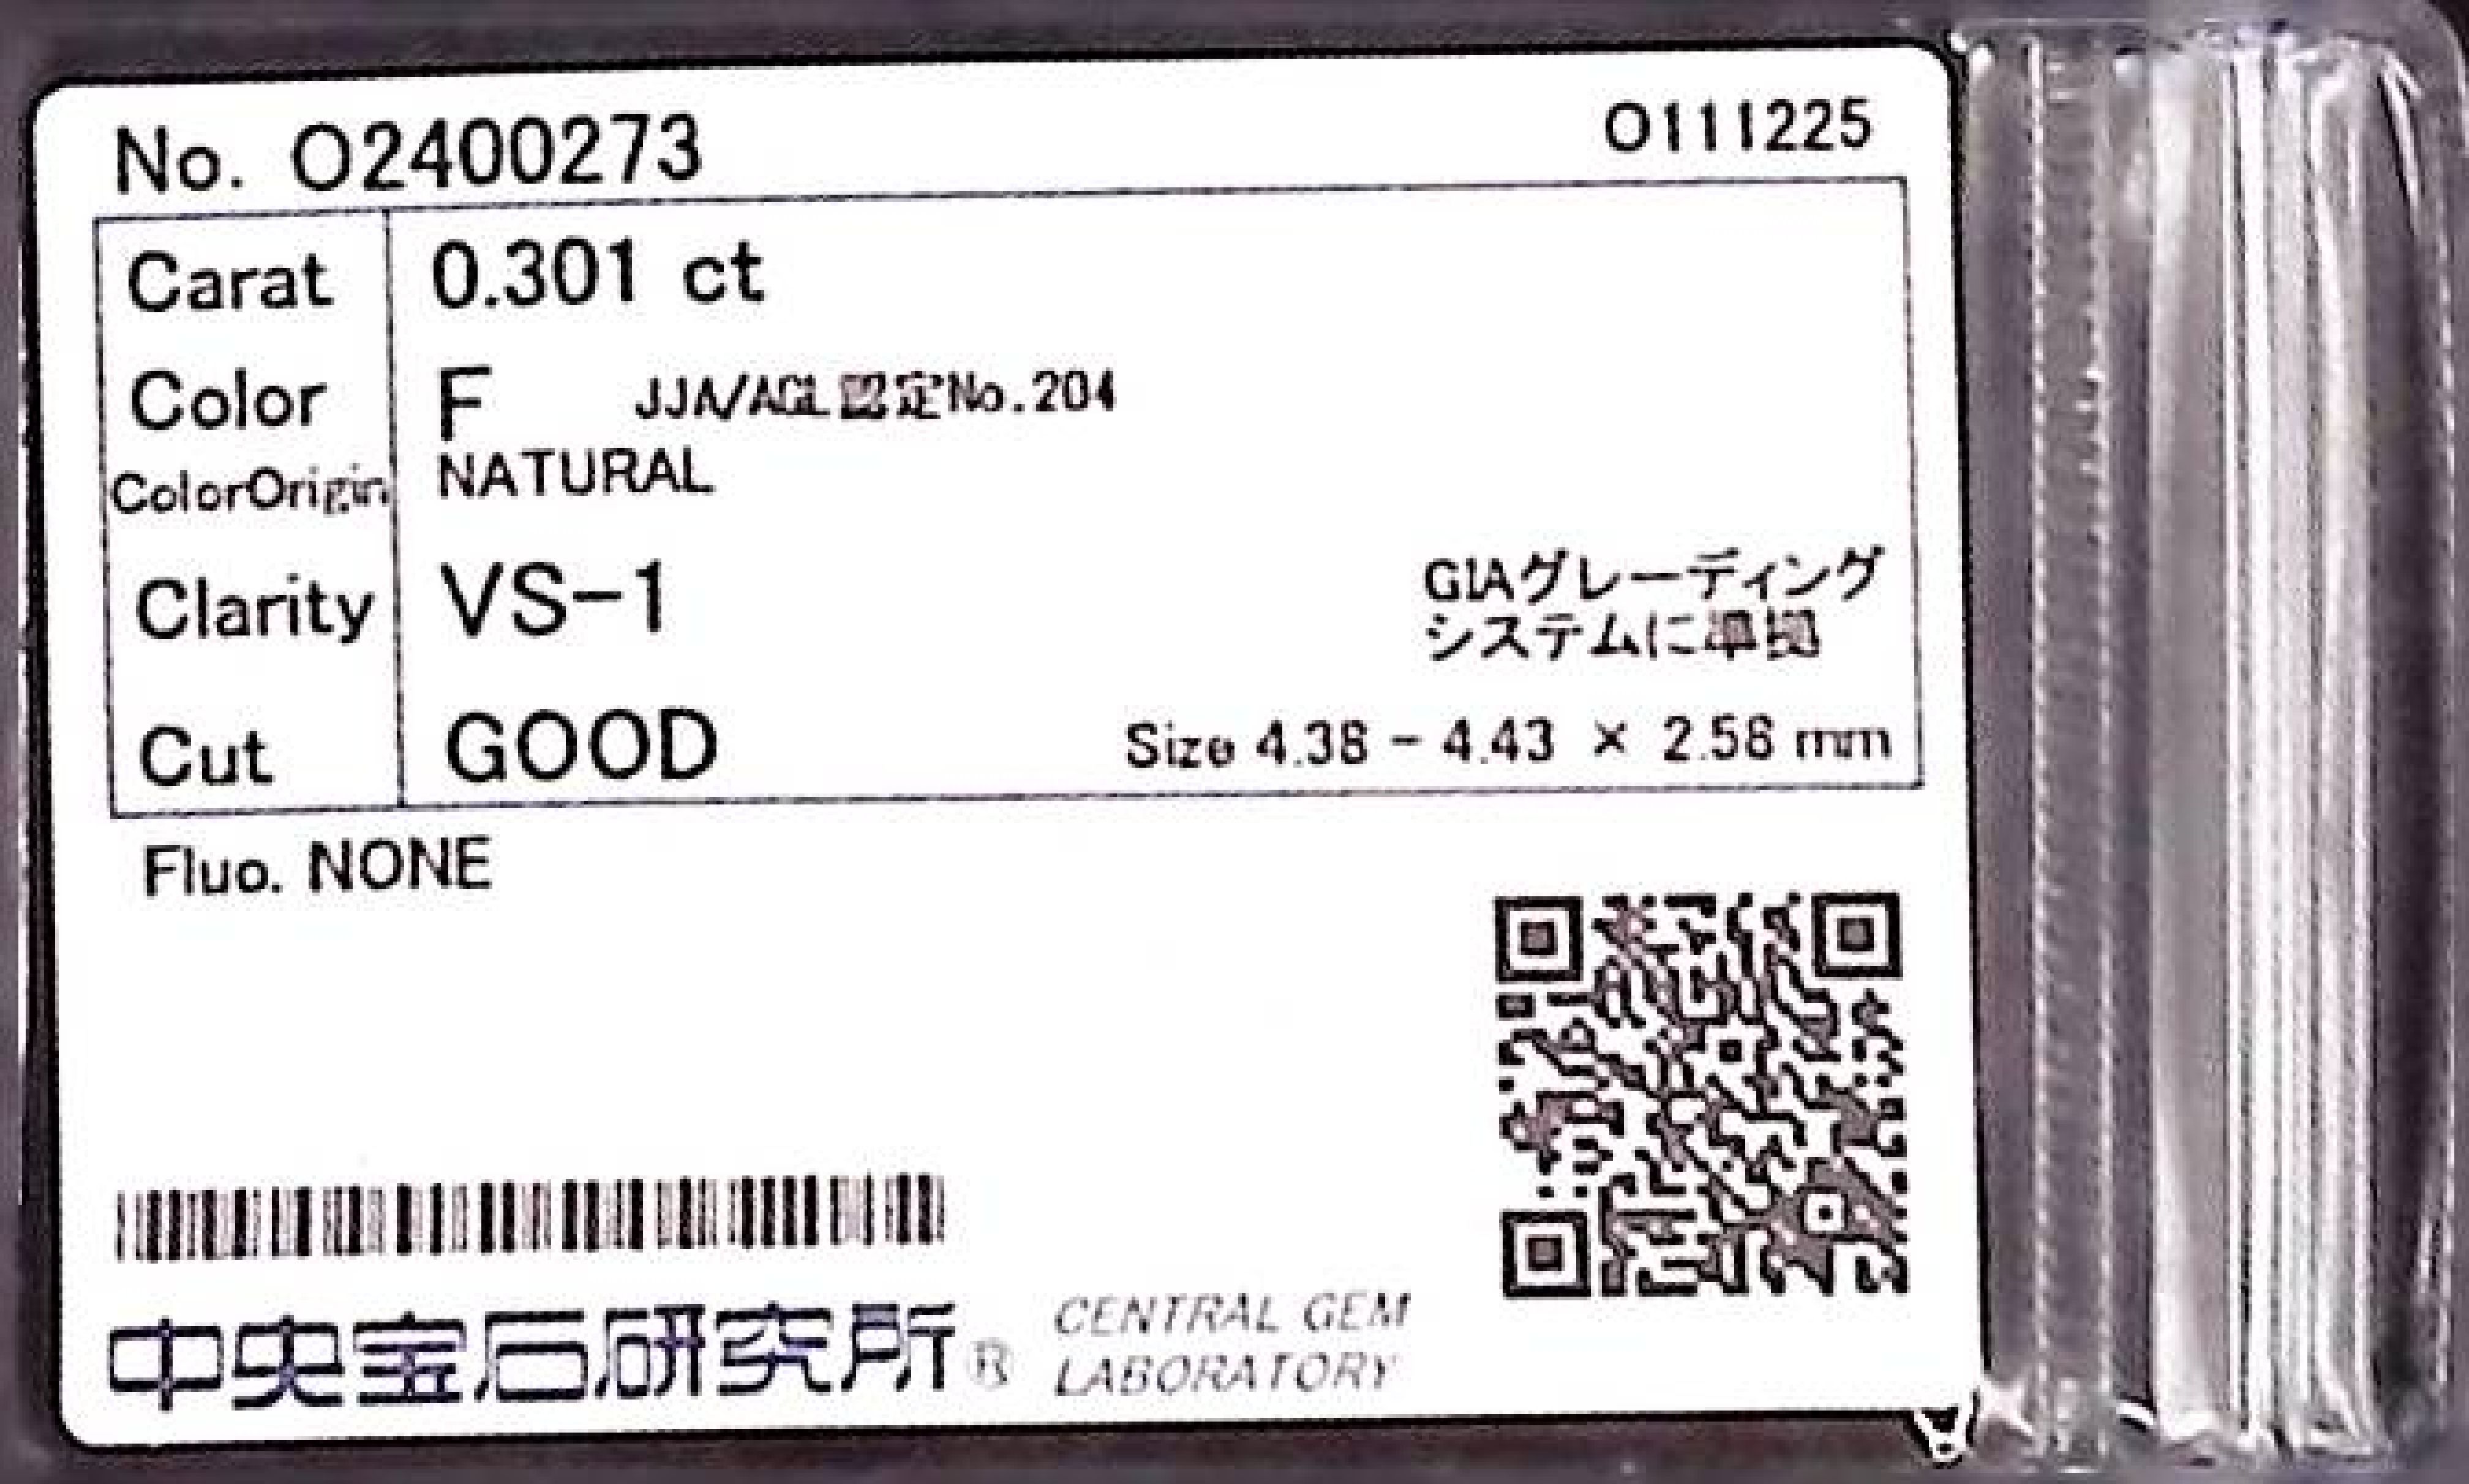 No. O2400273
O111225
Carat 0.301 ct
Color F JJA/AGL認定No.204
ColorOrigin NATURAL
Clarity VS-1
GIAグレーディング
システムに準拠
Cut GOOD
Size 4.38 - 4.43 × 2.58 mm
Fluo. NONE
中央宝石研究所® CENTRAL GEM
LABORATORY